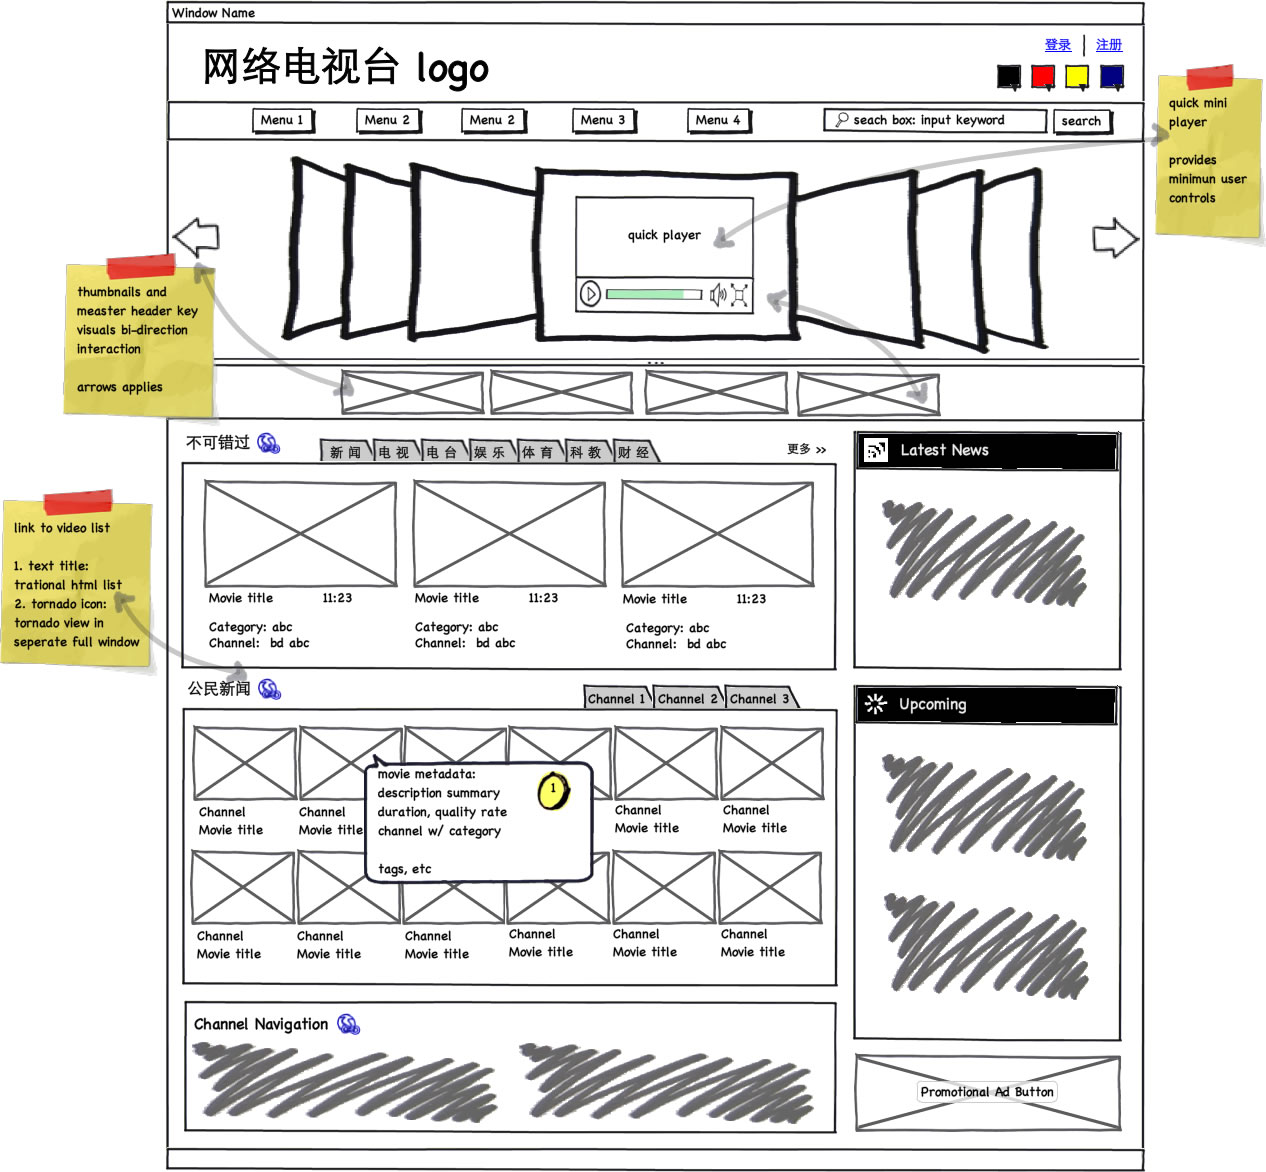 Window Name
网络电视台 logo
登录
注册
Menu 1
Menu 2
Menu 2
Menu 3
Menu 4
seach box: input keyword
search
quick mini
player
provides
minimun user
controls
quick player
thumbnails and
measter header key
visuals bi-direction
interaction
arrows applies
不可错过
新闻
电视
电台
娱乐
体育
科教
财经
更多 >>
Latest News
link to video list
1. text title:
trational html list
2. tornado icon:
tornado view in
seperate full window
Movie title 11:23
Category: abc
Channel: bd abc
Movie title 11:23
Category: abc
Channel: bd abc
Movie title 11:23
Category: abc
Channel: bd abc
公民新闻
Channel 1
Channel 2
Channel 3
Upcoming
Channel
Movie title
Channel
Movie title
movie metadata:
description summary
duration, quality rate
channel w/ category
tags, etc
1
Channel
Movie title
Channel
Movie title
Channel
Movie title
Channel
Movie title
Channel
Movie title
Channel
Movie title
Channel
Movie title
Channel
Movie title
Channel Navigation
Promotional Ad Button